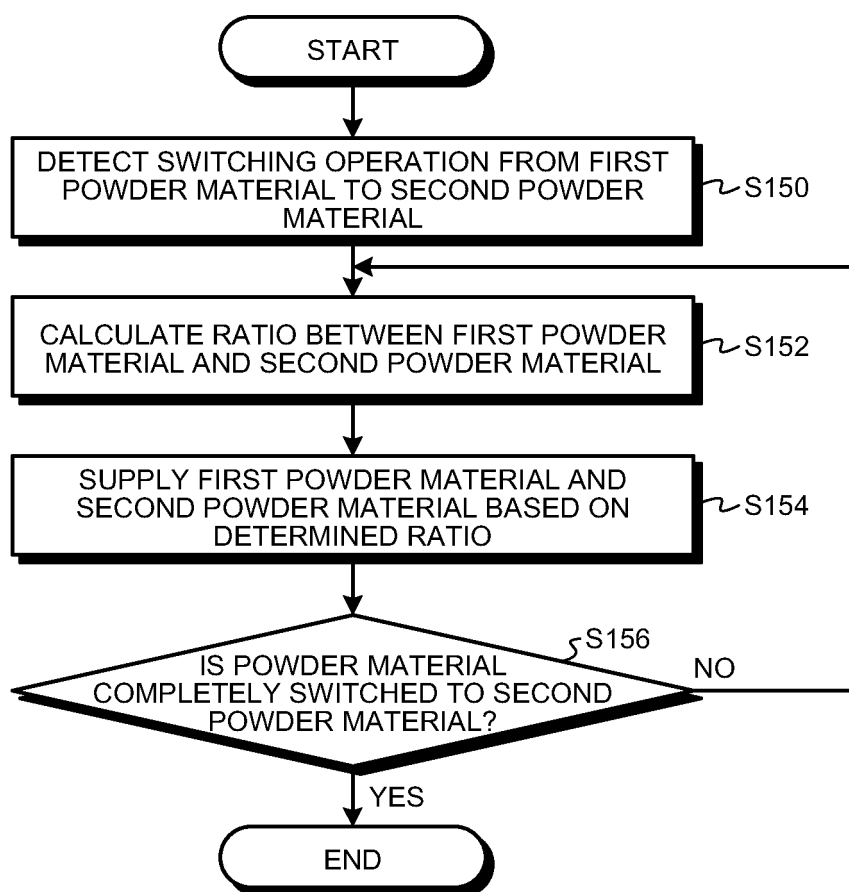 START
DETECT SWITCHING OPERATION FROM FIRST
POWDER MATERIAL TO SECOND POWDER
MATERIAL
S150
CALCULATE RATIO BETWEEN FIRST POWDER
MATERIAL AND SECOND POWDER MATERIAL
S152
SUPPLY FIRST POWDER MATERIAL AND
SECOND POWDER MATERIAL BASED ON
DETERMINED RATIO
S154
S156
IS POWDER MATERIAL
COMPLETELY SWITCHED TO SECOND
POWDER MATERIAL?
NO
YES
END